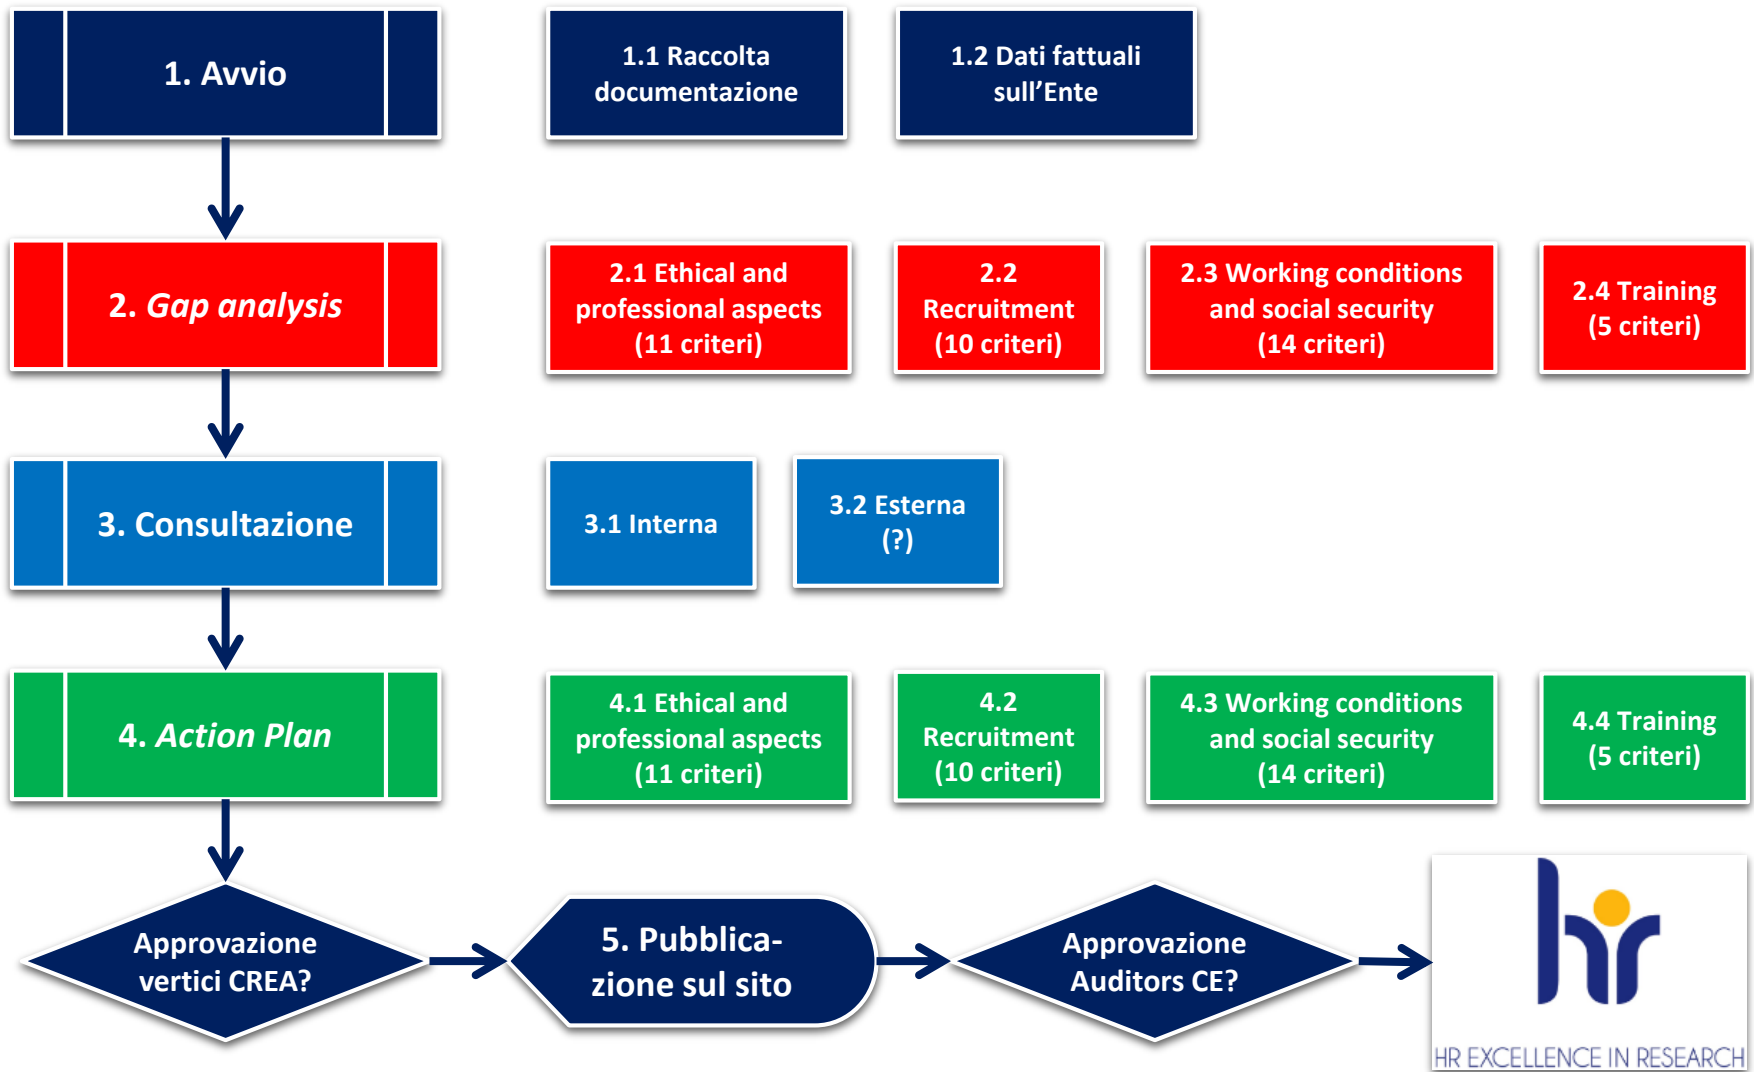 1. Avvio
1.1 Raccolta
documentazione
1.2 Dati fattuali
sull’Ente
2. Gap analysis
2.1 Ethical and
professional aspects
(11 criteri)
2.2
Recruitment
(10 criteri)
2.3 Working conditions
and social security
(14 criteri)
2.4 Training
(5 criteri)
3. Consultazione
3.1 Interna
3.2 Esterna
(?)
4. Action Plan
4.1 Ethical and
professional aspects
(11 criteri)
4.2
Recruitment
(10 criteri)
4.3 Working conditions
and social security
(14 criteri)
4.4 Training
(5 criteri)
Approvazione
vertici CREA?
5. Pubblica-
zione sul sito
Approvazione
Auditors CE?
hr
HR EXCELLENCE IN RESEARCH